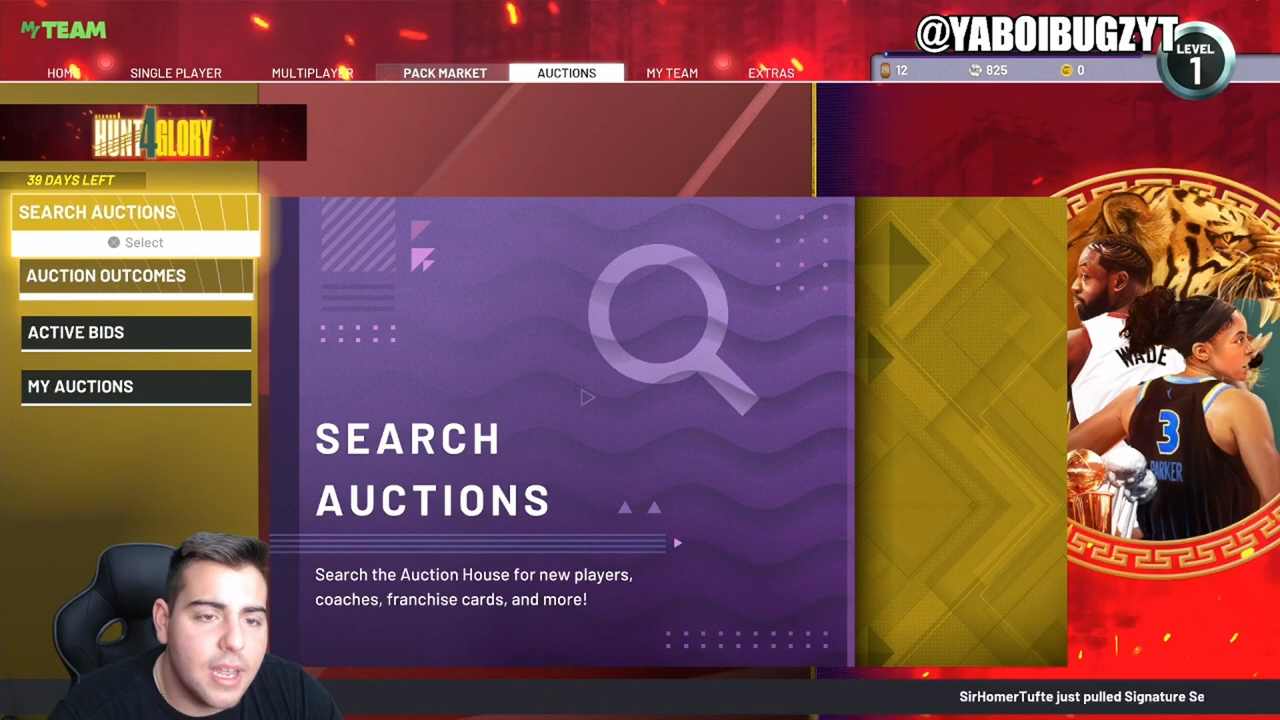 MyTEAM
@YABOIBUGZYT
HOME
SINGLE PLAYER
MULTIPLAYER
PACK MARKET
AUCTIONS
MY TEAM
EXTRAS
12
825
0
LEVEL
1
HUNT 4 GLORY
39 DAYS LEFT
SEARCH AUCTIONS
Select
AUCTION OUTCOMES
ACTIVE BIDS
MY AUCTIONS
SEARCH
AUCTIONS
Search the Auction House for new players,
coaches, franchise cards, and more!
WADE
3
PARKER
SirHomerTufte just pulled Signature Se